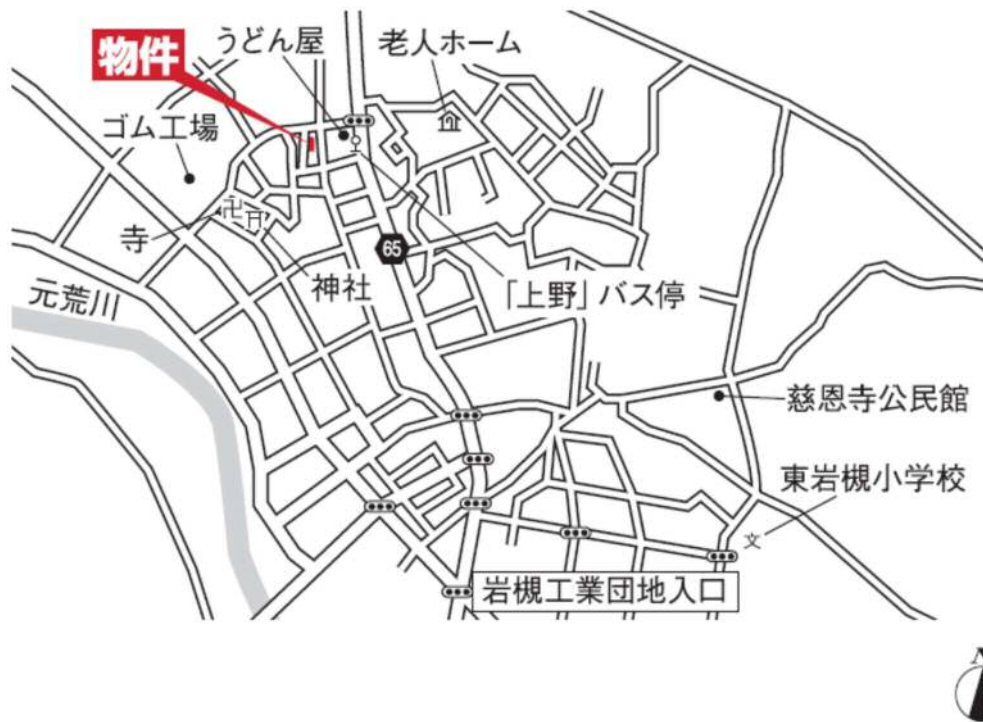 うどん屋
老人ホーム
物件
ゴム工場
寺
神社
65
「上野」バス停
元荒川
慈恩寺公民館
東岩槻小学校
文
岩槻工業団地入口
N